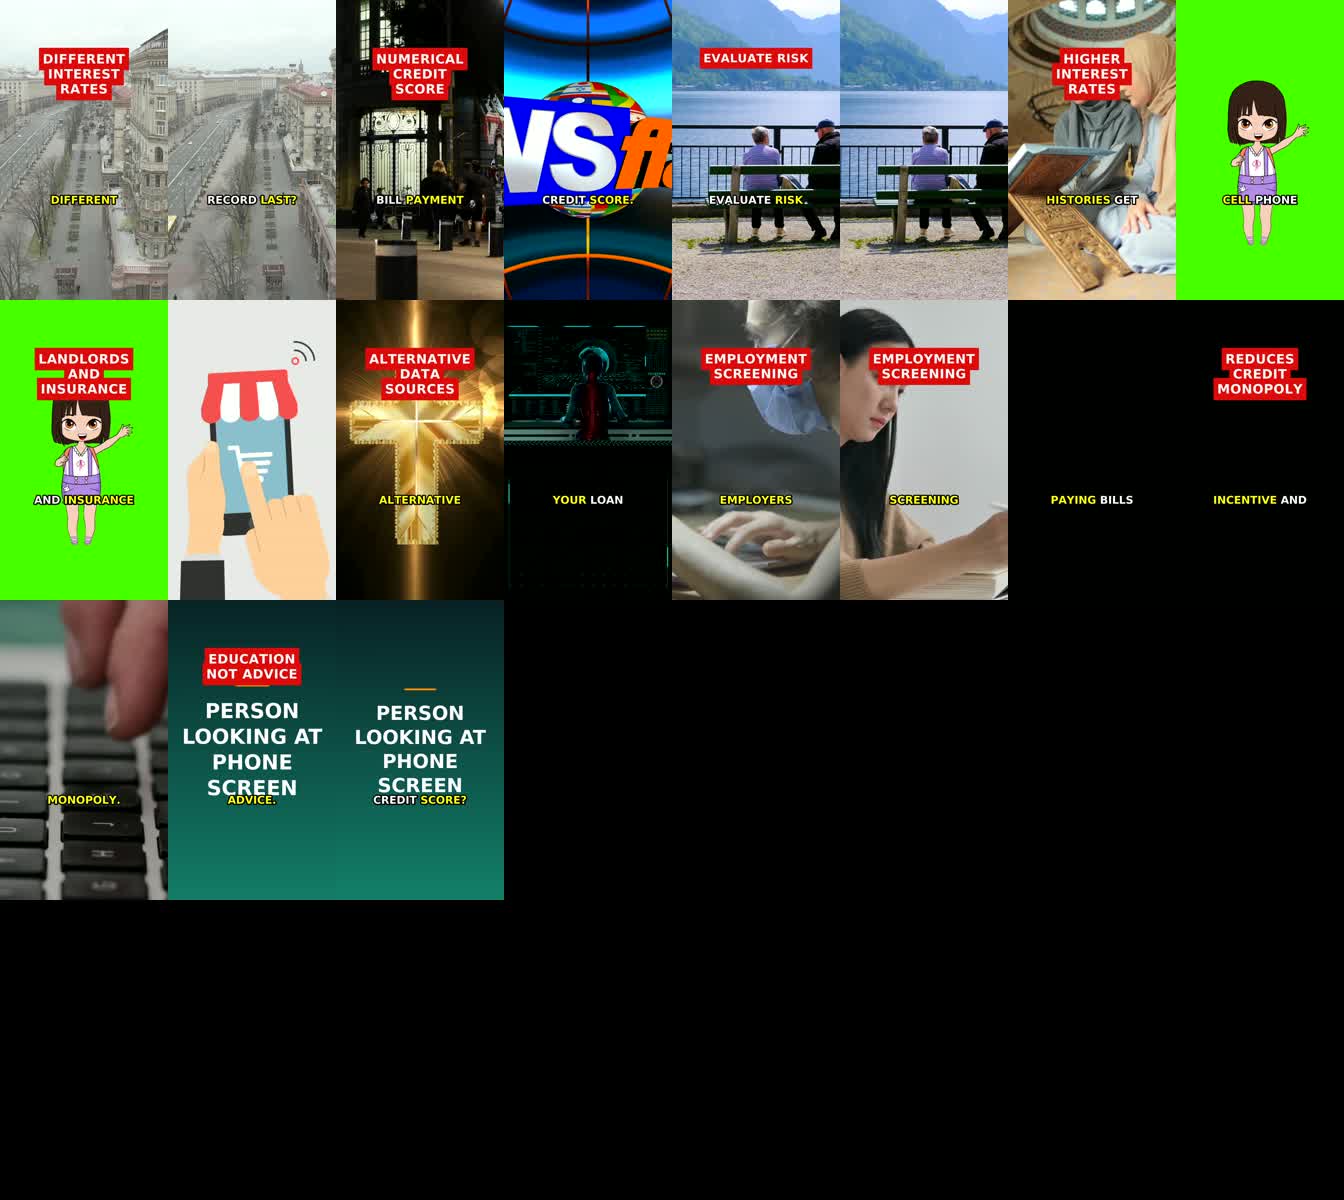 DIFFERENT
INTEREST
RATES
DIFFERENT
RECORD LAST?
NUMERICAL
CREDIT
SCORE
BILL PAYMENT
WS
CREDIT SCORE.
EVALUATE RISK
EVALUATE RISK.
HIGHER
INTEREST
RATES
HISTORIES GET
CELL PHONE
LANDLORDS
AND
INSURANCE
AND INSURANCE
ALTERNATIVE
DATA
SOURCES
ALTERNATIVE
YOUR LOAN
EMPLOYMENT
SCREENING
EMPLOYERS
EMPLOYMENT
SCREENING
SCREENING
PAYING BILLS
REDUCES
CREDIT
MONOPOLY
INCENTIVE AND
MONOPOLY.
EDUCATION
NOT ADVICE
PERSON
LOOKING AT
PHONE
SCREEN
ADVICE.
PERSON
LOOKING AT
PHONE
SCREEN
CREDIT SCORE?